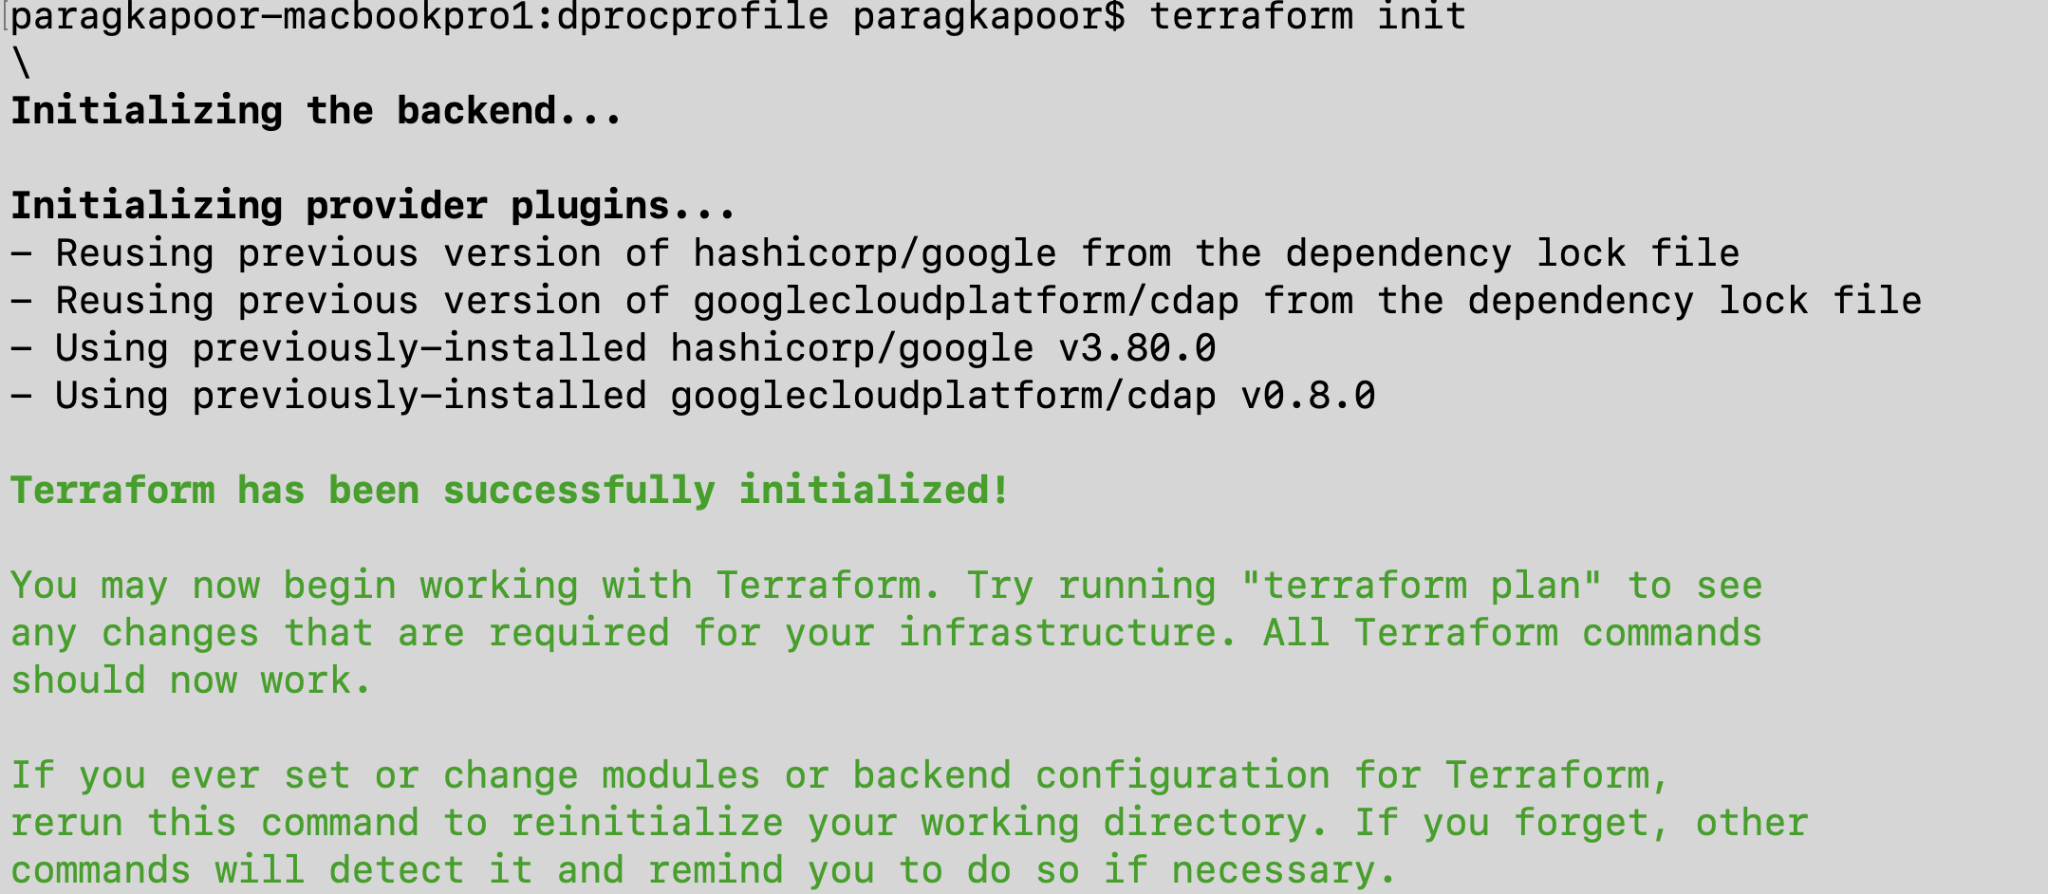 paragkapoor-macbookpro1:dprocprofile paragkapoor$ terraform init
\
Initializing the backend...
Initializing provider plugins...
- Reusing previous version of hashicorp/google from the dependency lock file
- Reusing previous version of googlecloudplatform/cdap from the dependency lock file
- Using previously-installed hashicorp/google v3.80.0
- Using previously-installed googlecloudplatform/cdap v0.8.0
Terraform has been successfully initialized!
You may now begin working with Terraform. Try running "terraform plan" to see
any changes that are required for your infrastructure. All Terraform commands
should now work.
If you ever set or change modules or backend configuration for Terraform,
rerun this command to reinitialize your working directory. If you forget, other
commands will detect it and remind you to do so if necessary.